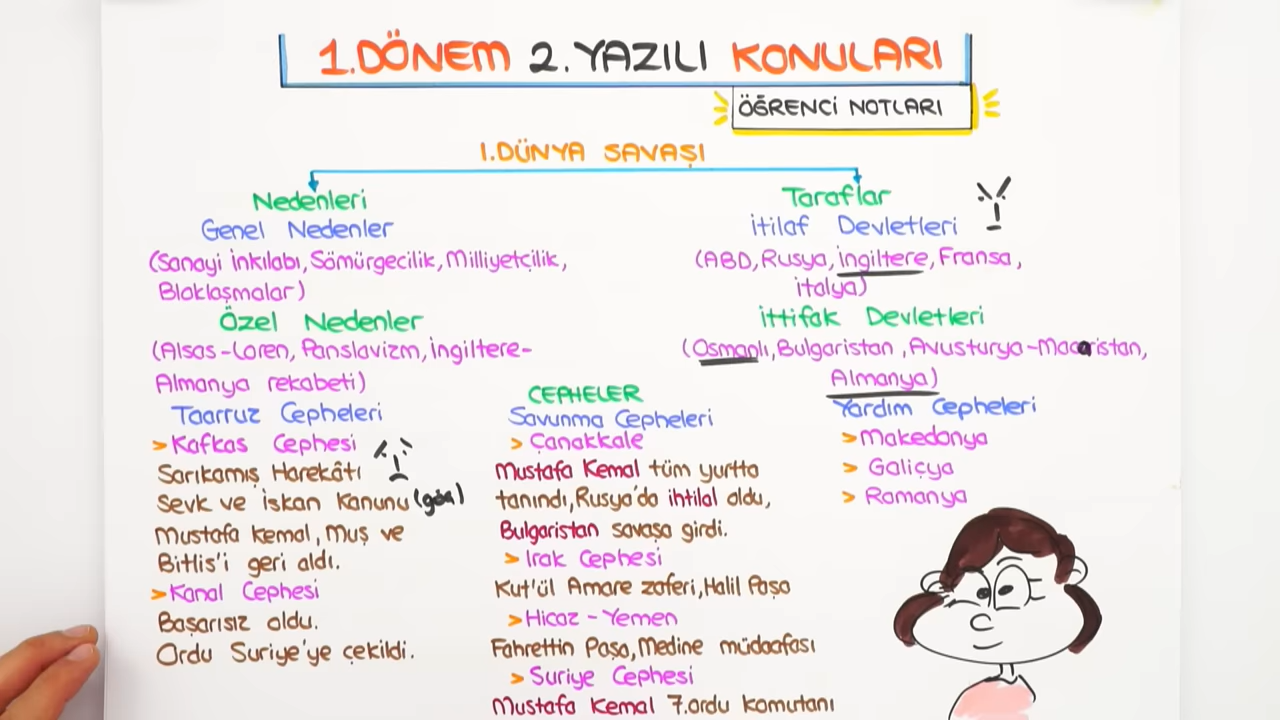 1.DÖNEM 2.YAZILI KONULARI
ÖĞRENCİ NOTLARI
I.DÜNYA SAVAŞI
Nedenleri
Genel Nedenler
(Sanayi İnkılabı, Sömürgecilik, Milliyetçilik,
Bloklaşmalar)
Özel Nedenler
(Alsas-Loren, Panslavizm, İngiltere-
Almanya rekabeti)
Taraflar
İtilaf Devletleri
(ABD, Rusya, İngiltere, Fransa,
İtalya)
İttifak Devletleri
(Osmanlı, Bulgaristan, Avusturya-Macaristan,
Almanya)
CEPHELER
Taarruz Cepheleri
> Kafkas Cephesi
Sarıkamış Harekâtı
Sevk ve İskan Kanunu (göç)
Mustafa Kemal, Muş ve
Bitlis'i geri aldı.
> Kanal Cephesi
Başarısız oldu.
Ordu Suriye'ye çekildi.
Savunma Cepheleri
> Çanakkale
Mustafa Kemal tüm yurtta
tanındı, Rusya'da ihtilal oldu,
Bulgaristan savaşa girdi.
> Irak Cephesi
Kut'ül Amare zaferi, Halil Paşa
> Hicaz - Yemen
Fahrettin Paşa, Medine müdaafası
> Suriye Cephesi
Mustafa Kemal 7.ordu komutanı
Yardım Cepheleri
> Makedonya
> Galiçya
> Romanya